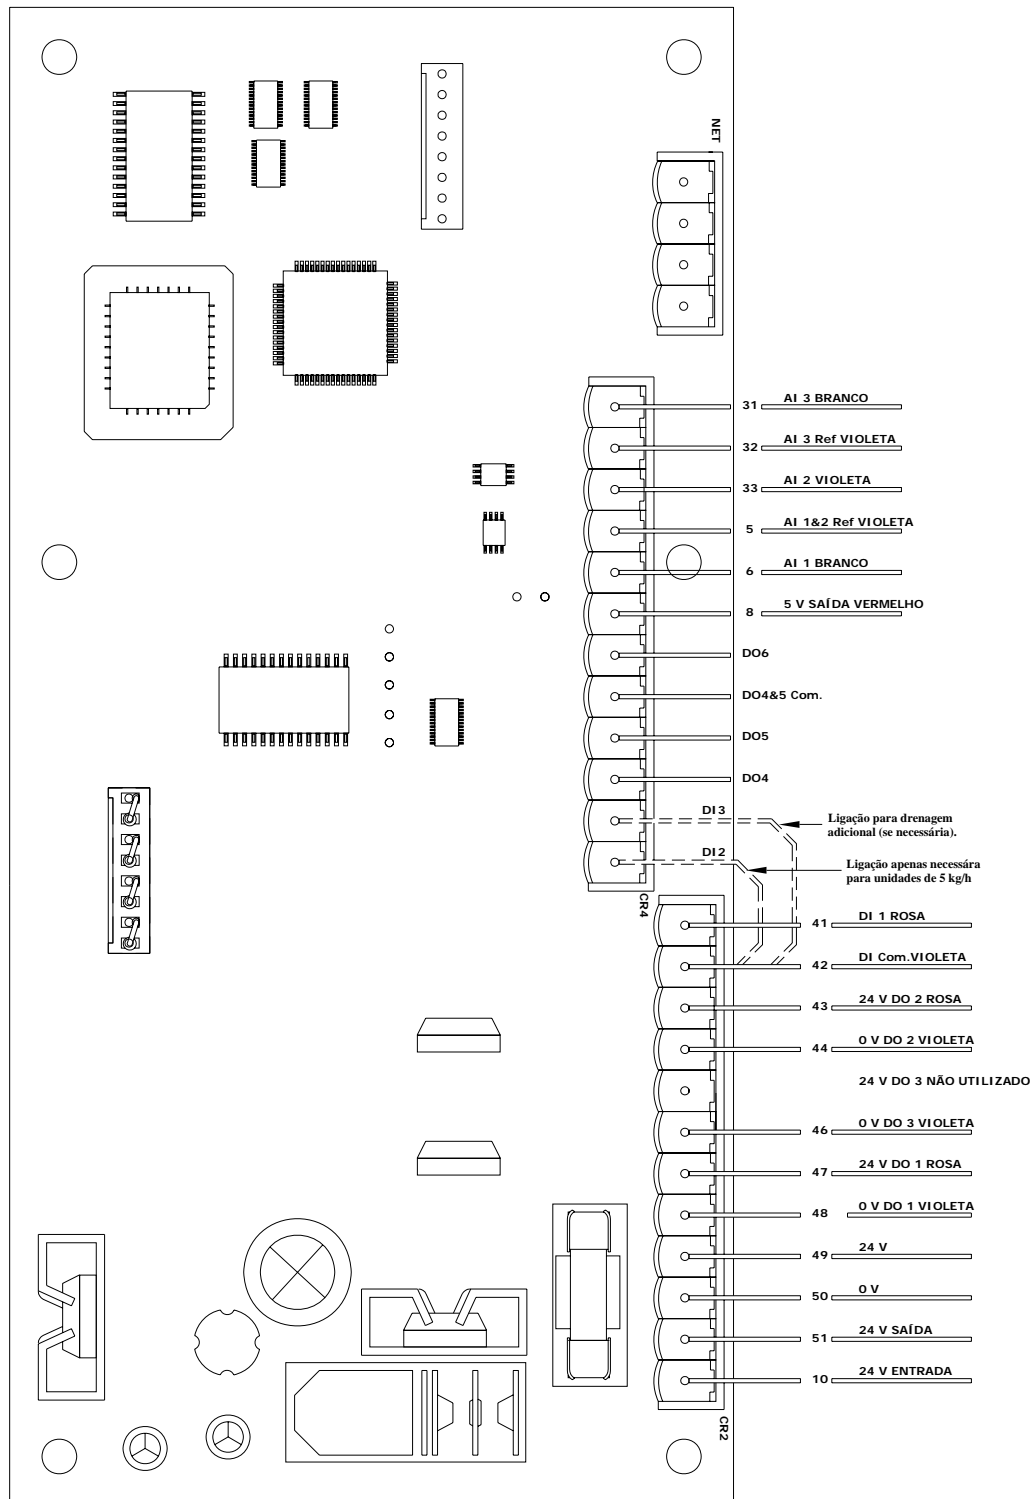 NET
31 AI 3 BRANCO
32 AI 3 Ref VIOLETA
33 AI 2 VIOLETA
5 AI 1&2 Ref VIOLETA
6 AI 1 BRANCO
8 5 V SAÍDA VERMELHO
DO6
DO4&5 Com.
DO5
DO4
DI3
Ligação para drenagem
adicional (se necessária).
DI2
Ligação apenas necessára
para unidades de 5 kg/h
CR4
41 DI 1 ROSA
42 DI Com.VIOLETA
43 24 V DO 2 ROSA
44 0 V DO 2 VIOLETA
24 V DO 3 NÃO UTILIZADO
46 0 V DO 3 VIOLETA
47 24 V DO 1 ROSA
48 0 V DO 1 VIOLETA
49 24 V
50 0 V
51 24 V SAÍDA
10 24 V ENTRADA
CR2